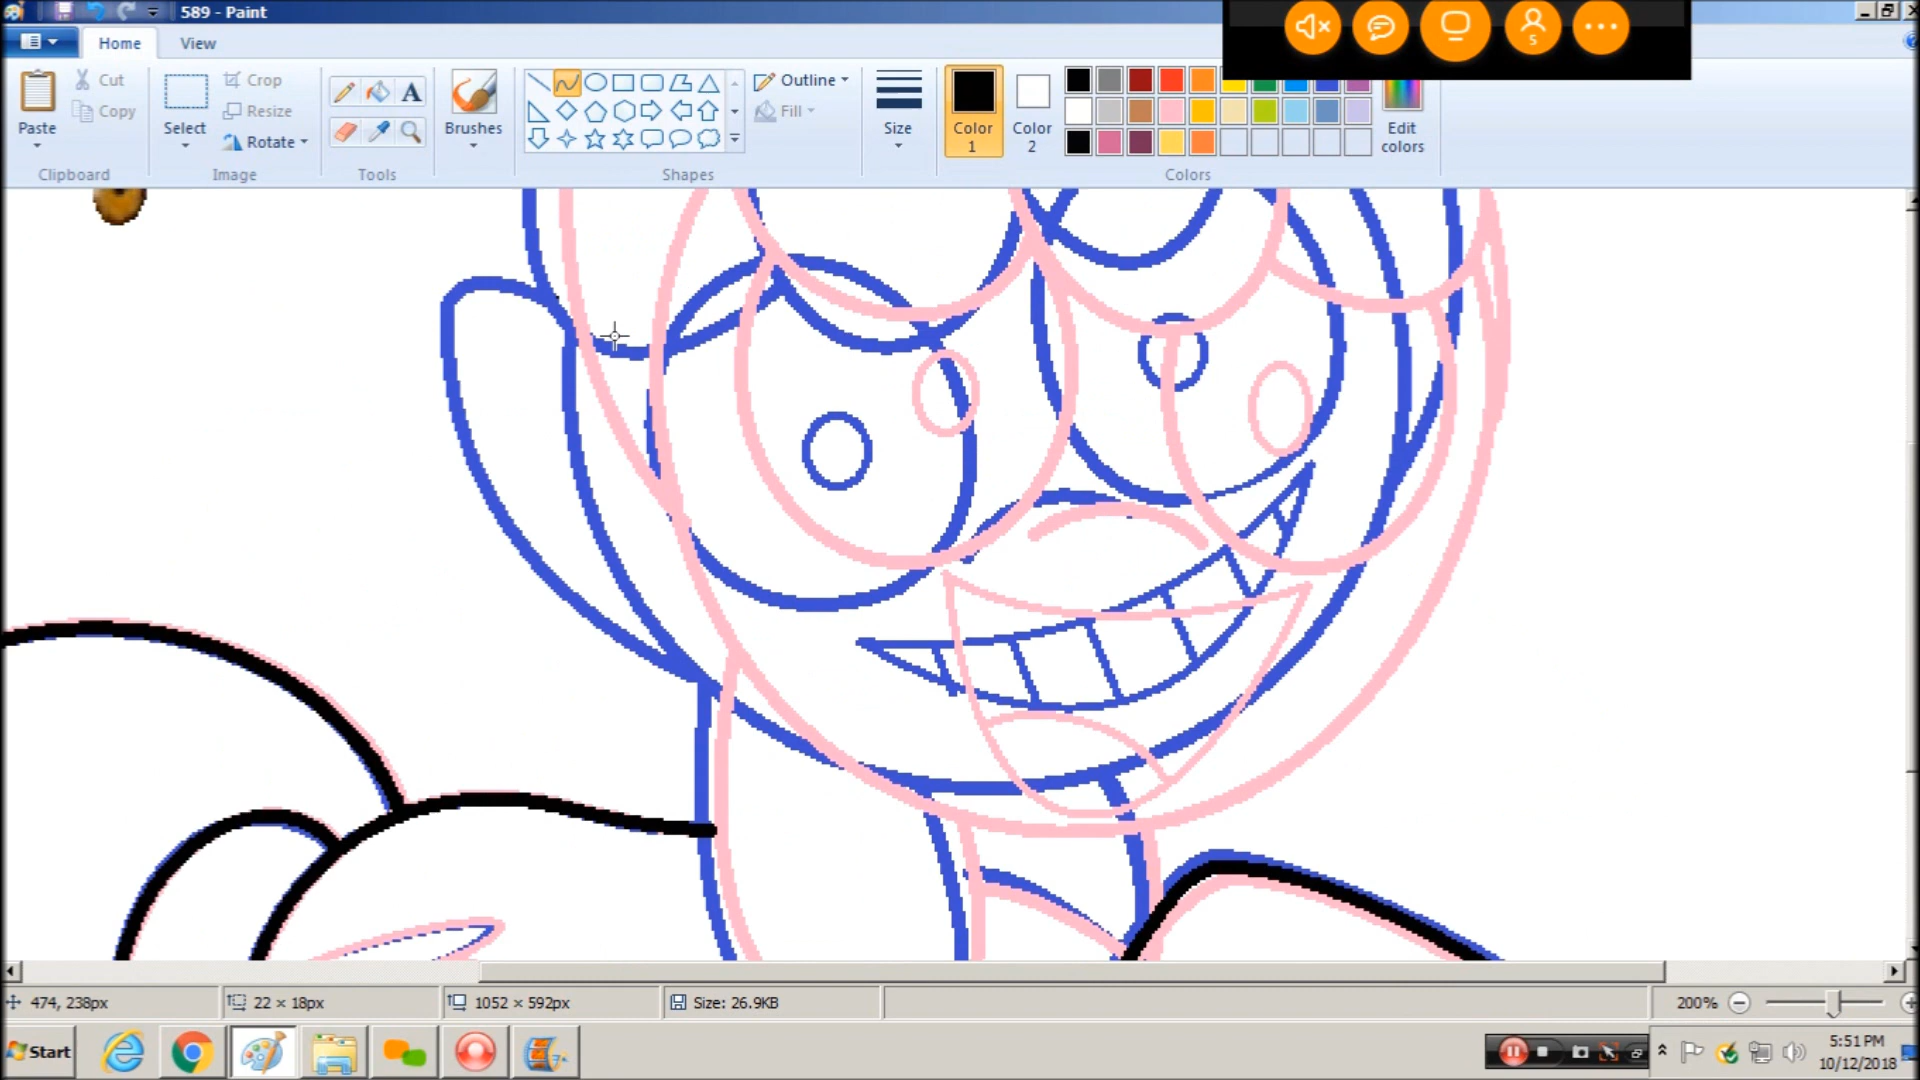 589 - Paint
Home
View
5
Paste
Cut
Copy
Clipboard
Select
Crop
Resize
Rotate
Image
A
Tools
Brushes
Outline
Fill
Shapes
Size
Color
1
Color
2
Edit
colors
Colors
474, 238px
22 × 18px
1052 × 592px
Size: 26.9KB
200%
Start
5:51 PM
10/12/2018